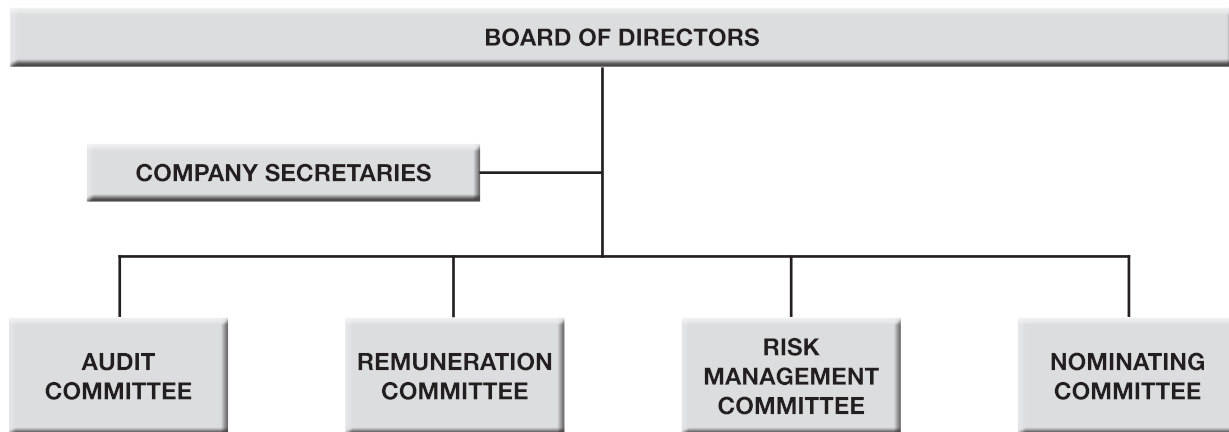 BOARD OF DIRECTORS
COMPANY SECRETARIES
AUDIT
COMMITTEE
REMUNERATION
COMMITTEE
RISK
MANAGEMENT
COMMITTEE
NOMINATING
COMMITTEE